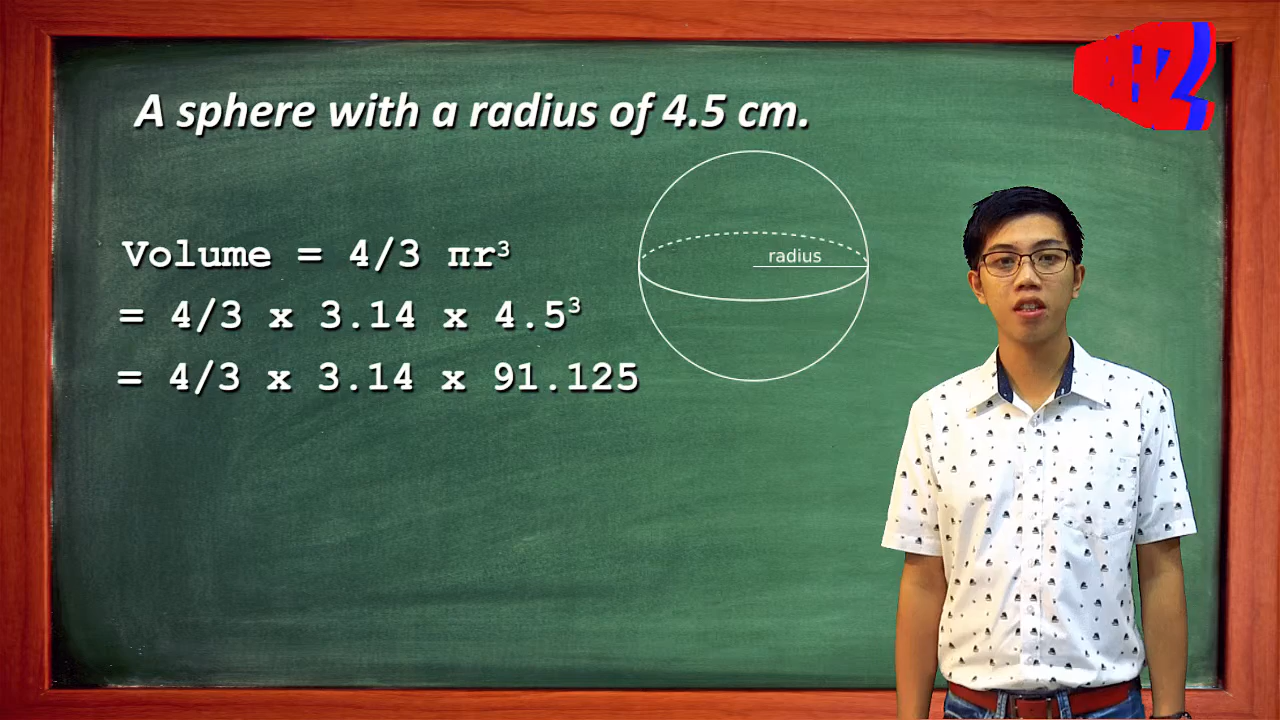 A sphere with a radius of 4.5 cm.
radius
Volume = 4/3 πr³
= 4/3 x 3.14 x 4.5³
= 4/3 x 3.14 x 91.125